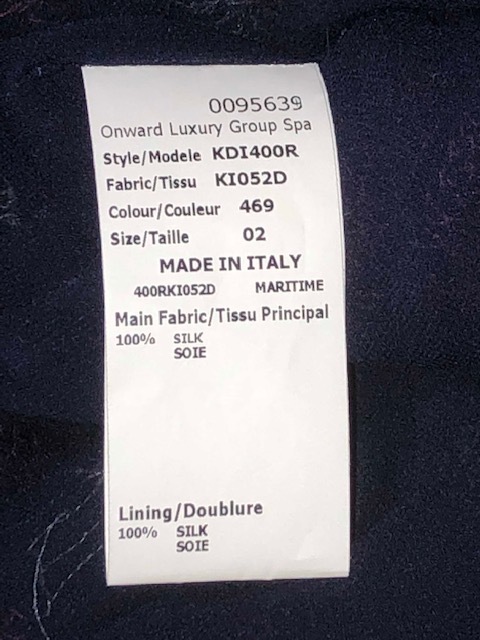 0095639
Onward Luxury Group Spa
Style/Modele KDI400R
Fabric/Tissu KI052D
Colour/Couleur 469
Size/Taille 02
MADE IN ITALY
400RKI052D MARITIME
Main Fabric/Tissu Principal
100% SILK
SOIE
Lining/Doublure
100% SILK
SOIE